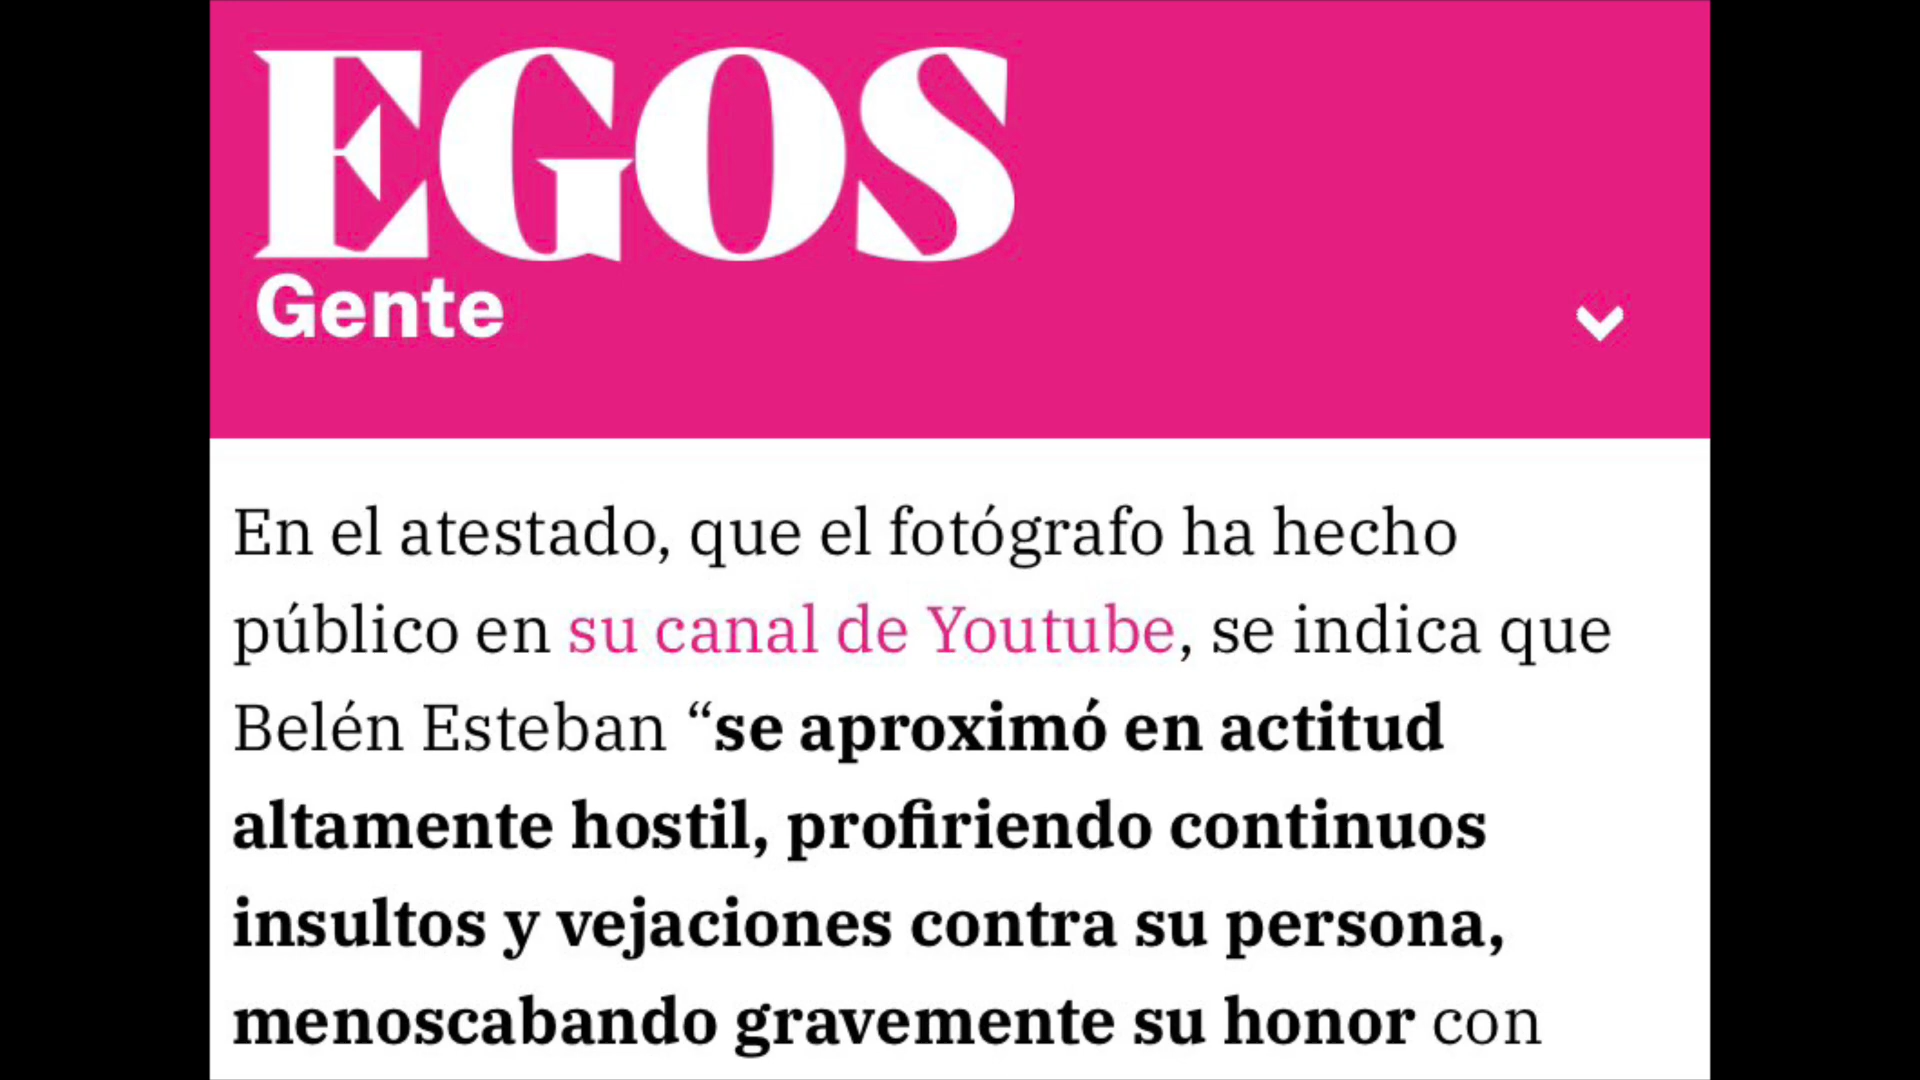 EGOS
Gente
En el atestado, que el fotógrafo ha hecho
público en su canal de Youtube, se indica que
Belén Esteban “se aproximó en actitud
altamente hostil, profiriendo continuos
insultos y vejaciones contra su persona,
menoscabando gravemente su honor con